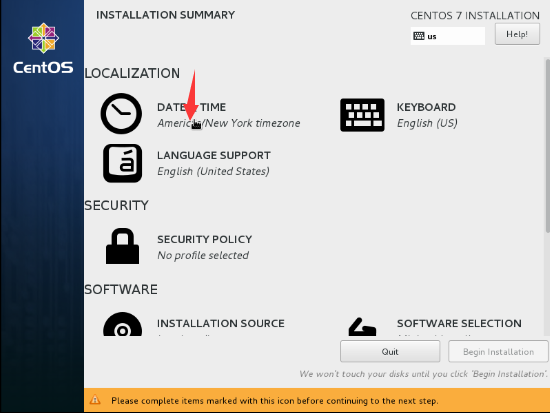 INSTALLATION SUMMARY
CENTOS 7 INSTALLATION
us
Help!
CentOS
LOCALIZATION
DATE TIME
America/New York timezone
KEYBOARD
English (US)
LANGUAGE SUPPORT
English (United States)
SECURITY
SECURITY POLICY
No profile selected
SOFTWARE
INSTALLATION SOURCE
SOFTWARE SELECTION
Quit
Begin Installation
We won't touch your disks until you click 'Begin Installation'.
Please complete items marked with this icon before continuing to the next step.